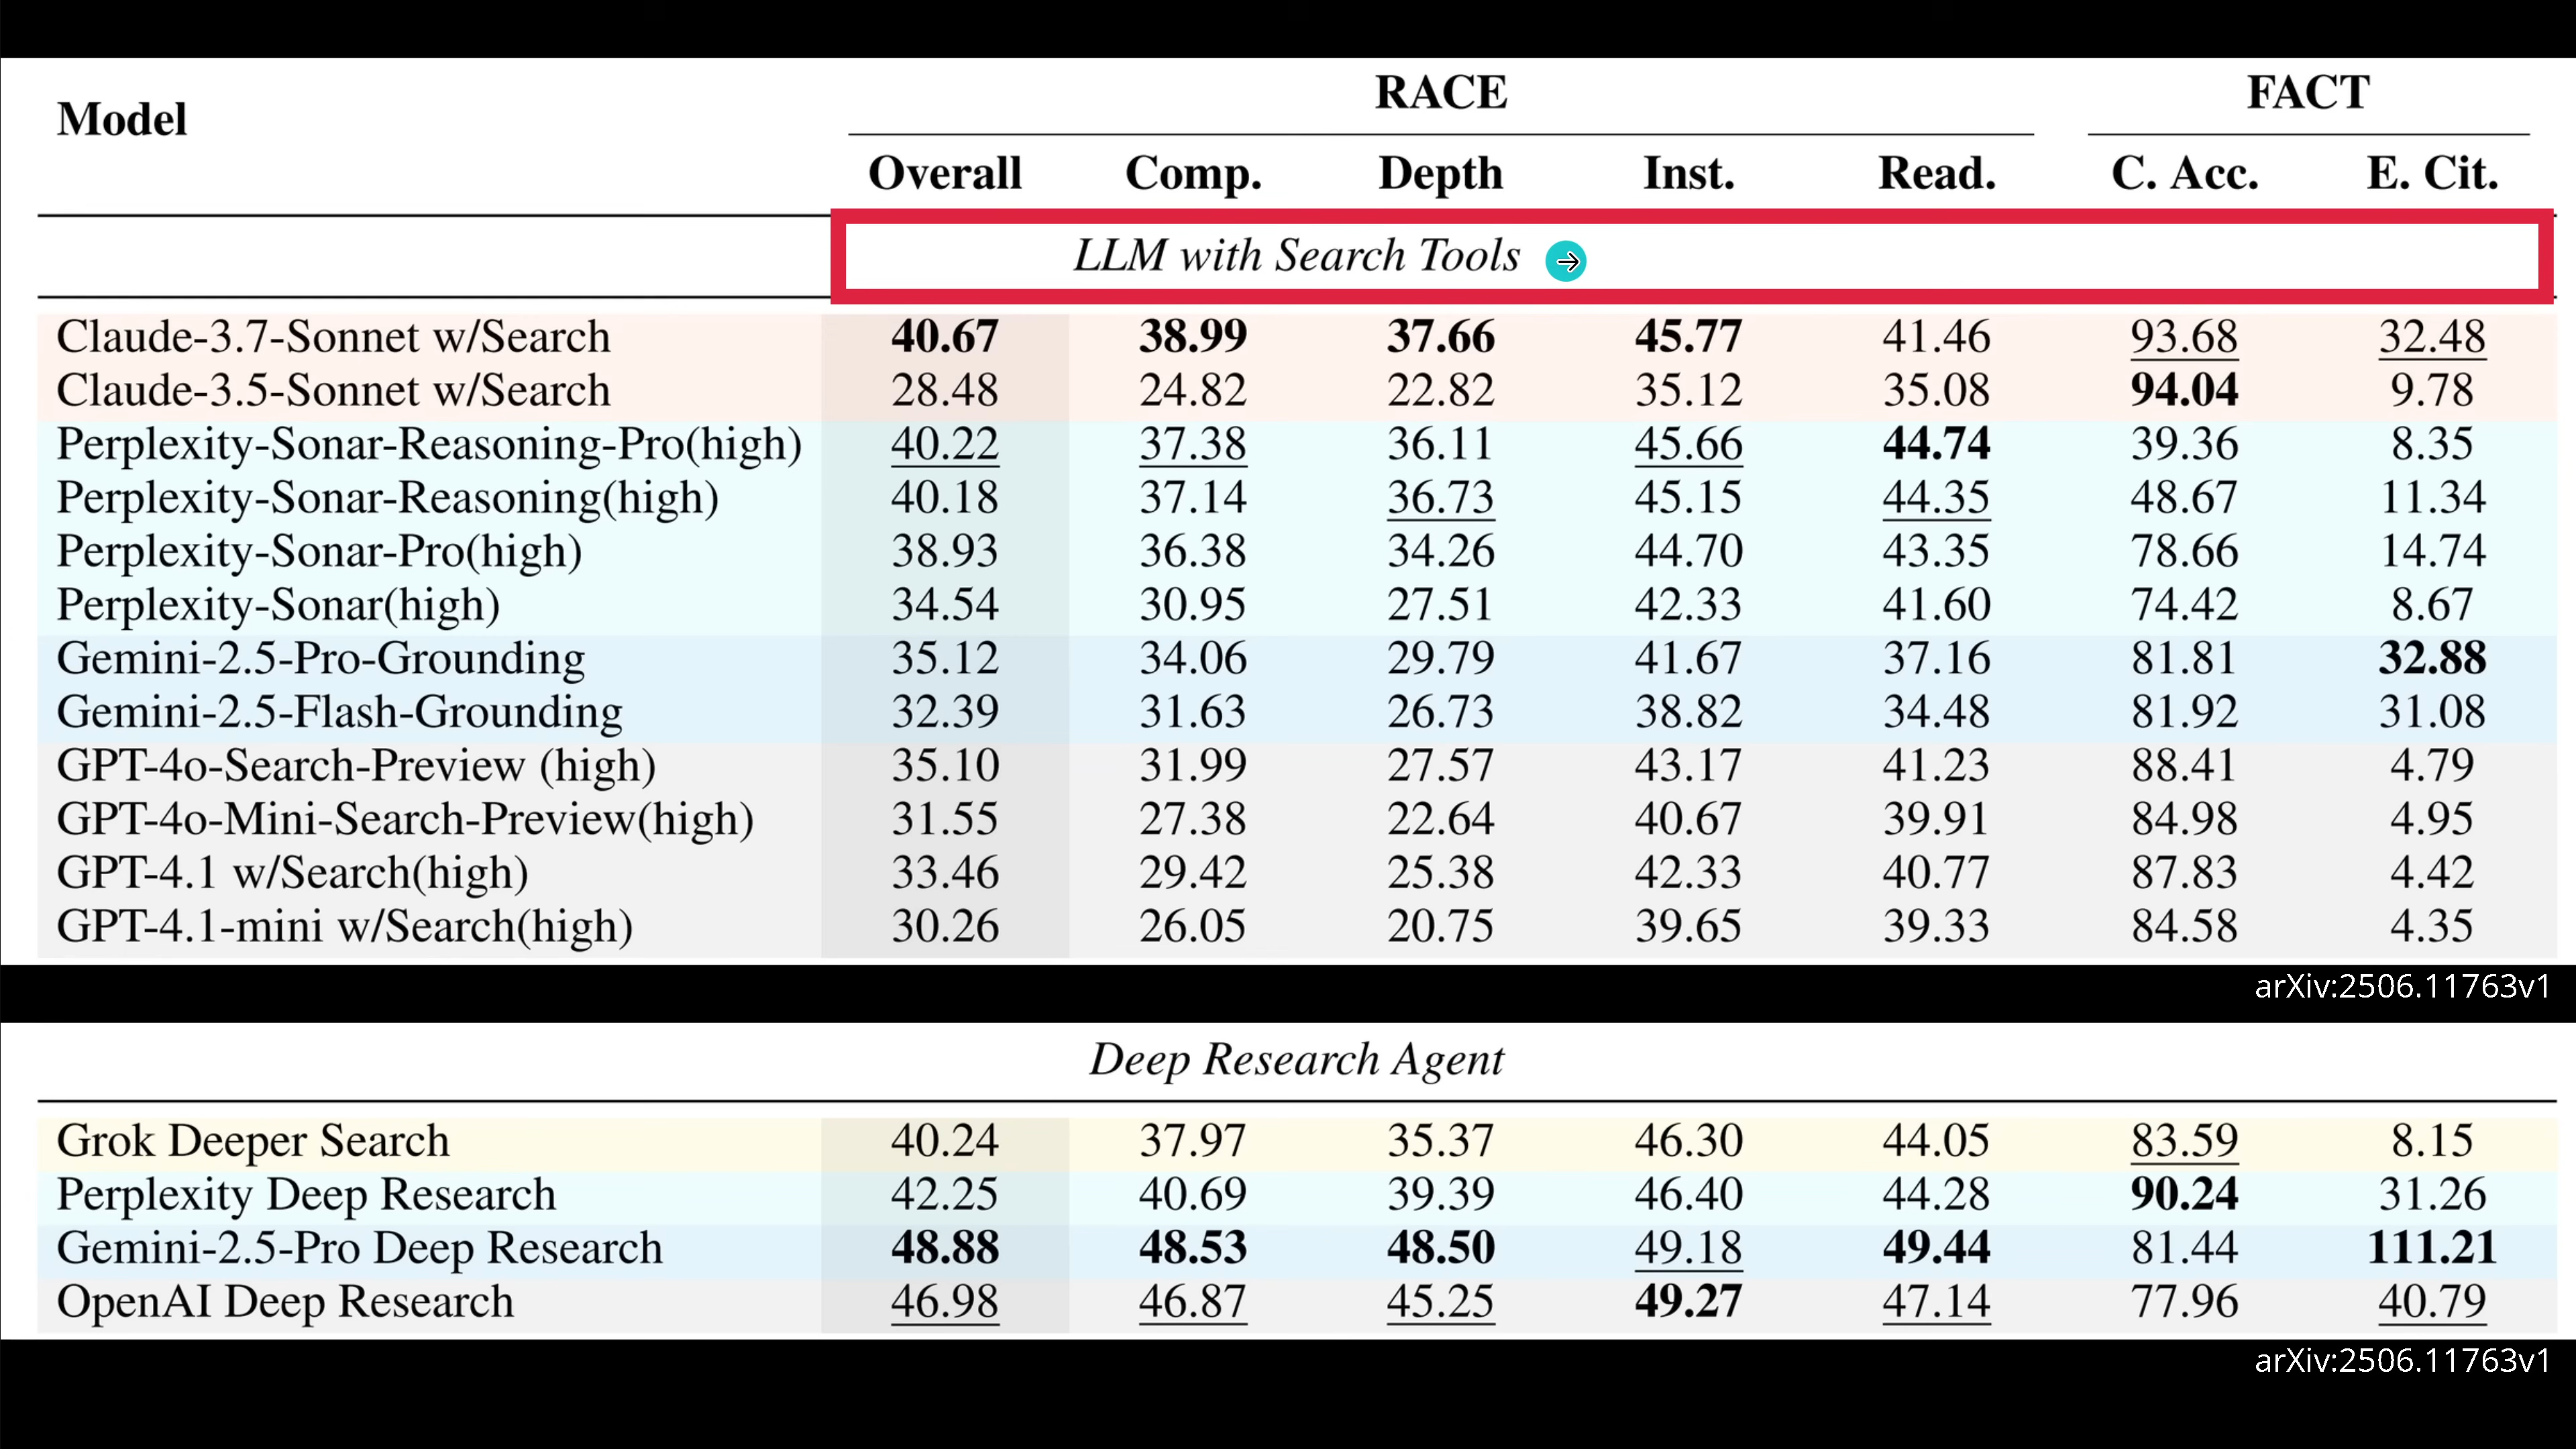 Model RACE FACT
Overall Comp. Depth Inst. Read. C. Acc. E. Cit.
LLM with Search Tools
Claude-3.7-Sonnet w/Search 40.67 38.99 37.66 45.77 41.46 93.68 32.48
Claude-3.5-Sonnet w/Search 28.48 24.82 22.82 35.12 35.08 94.04 9.78
Perplexity-Sonar-Reasoning-Pro(high) 40.22 37.38 36.11 45.66 44.74 39.36 8.35
Perplexity-Sonar-Reasoning(high) 40.18 37.14 36.73 45.15 44.35 48.67 11.34
Perplexity-Sonar-Pro(high) 38.93 36.38 34.26 44.70 43.35 78.66 14.74
Perplexity-Sonar(high) 34.54 30.95 27.51 42.33 41.60 74.42 8.67
Gemini-2.5-Pro-Grounding 35.12 34.06 29.79 41.67 37.16 81.81 32.88
Gemini-2.5-Flash-Grounding 32.39 31.63 26.73 38.82 34.48 81.92 31.08
GPT-4o-Search-Preview (high) 35.10 31.99 27.57 43.17 41.23 88.41 4.79
GPT-4o-Mini-Search-Preview(high) 31.55 27.38 22.64 40.67 39.91 84.98 4.95
GPT-4.1 w/Search(high) 33.46 29.42 25.38 42.33 40.77 87.83 4.42
GPT-4.1-mini w/Search(high) 30.26 26.05 20.75 39.65 39.33 84.58 4.35
arXiv:2506.11763v1
Deep Research Agent
Grok Deeper Search 40.24 37.97 35.37 46.30 44.05 83.59 8.15
Perplexity Deep Research 42.25 40.69 39.39 46.40 44.28 90.24 31.26
Gemini-2.5-Pro Deep Research 48.88 48.53 48.50 49.18 49.44 81.44 111.21
OpenAI Deep Research 46.98 46.87 45.25 49.27 47.14 77.96 40.79
arXiv:2506.11763v1